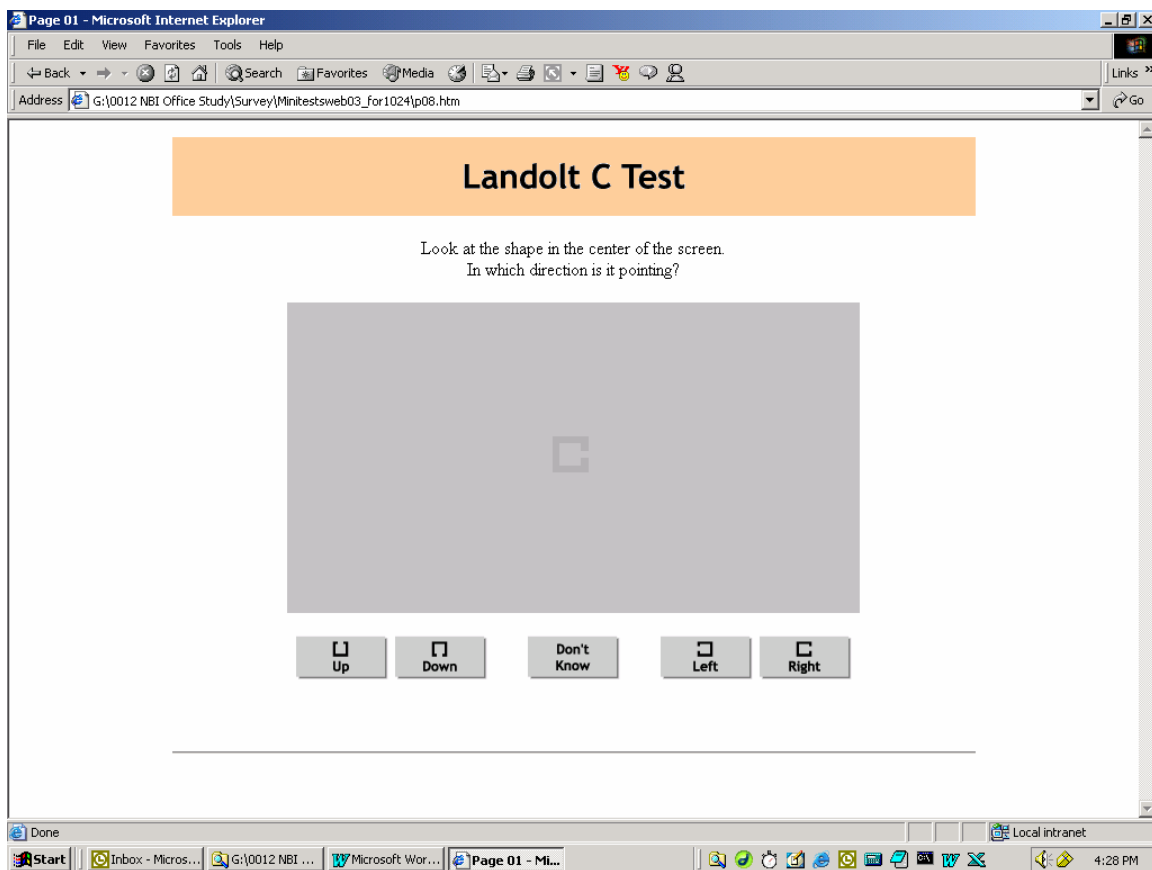 Page 01 - Microsoft Internet Explorer
File Edit View Favorites Tools Help
Back Search Favorites Media Links »
Address G:\0012 NBI Office Study\Survey\Minitestsweb03_for1024\p08.htm Go
Landolt C Test
Look at the shape in the center of the screen.
In which direction is it pointing?
Up Down Don't Know Left Right
Done Local intranet
Start Inbox - Micros... G:\0012 NBI ... Microsoft Wor... Page 01 - Mi... 4:28 PM